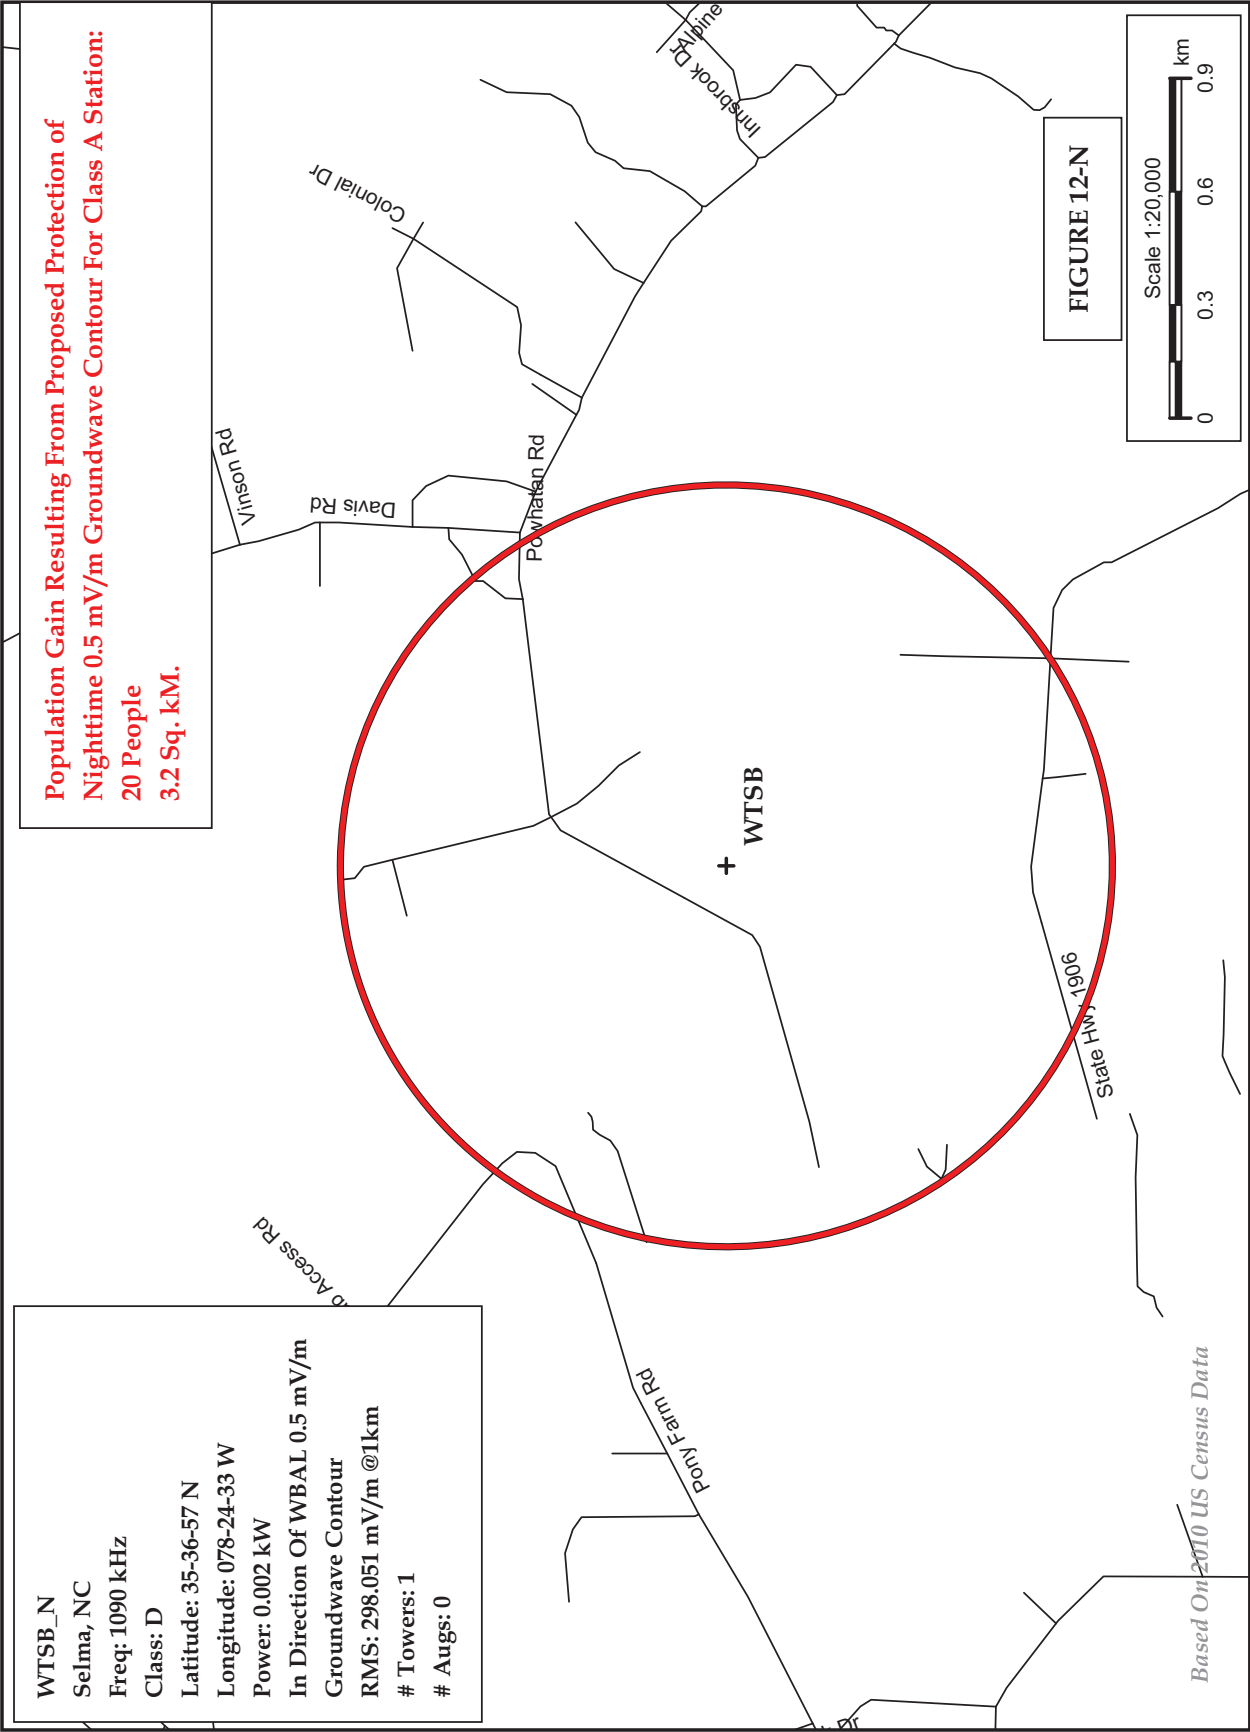 WTSB_N
Selma, NC
Freq: 1090 kHz
Class: D
Latitude: 35-36-57 N
Longitude: 078-24-33 W
Power: 0.002 kW
In Direction Of WBAL 0.5 mV/m
Groundwave Contour
RMS: 298.051 mV/m @1km
# Towers: 1
# Augs: 0
Population Gain Resulting From Proposed Protection of
Nighttime 0.5 mV/m Groundwave Contour For Class A Station:
20 People
3.2 Sq. kM.
Vinson Rd
Davis Rd
Colonial Dr
Access Rd
Powhatan Rd
Alpine
Dr
Innsbrook Dr
Pony Farm Rd
WTSB
Dr
State Hwy 1906
FIGURE 12-N
Scale 1:20,000
km
0 0.3 0.6 0.9
Based On 2010 US Census Data